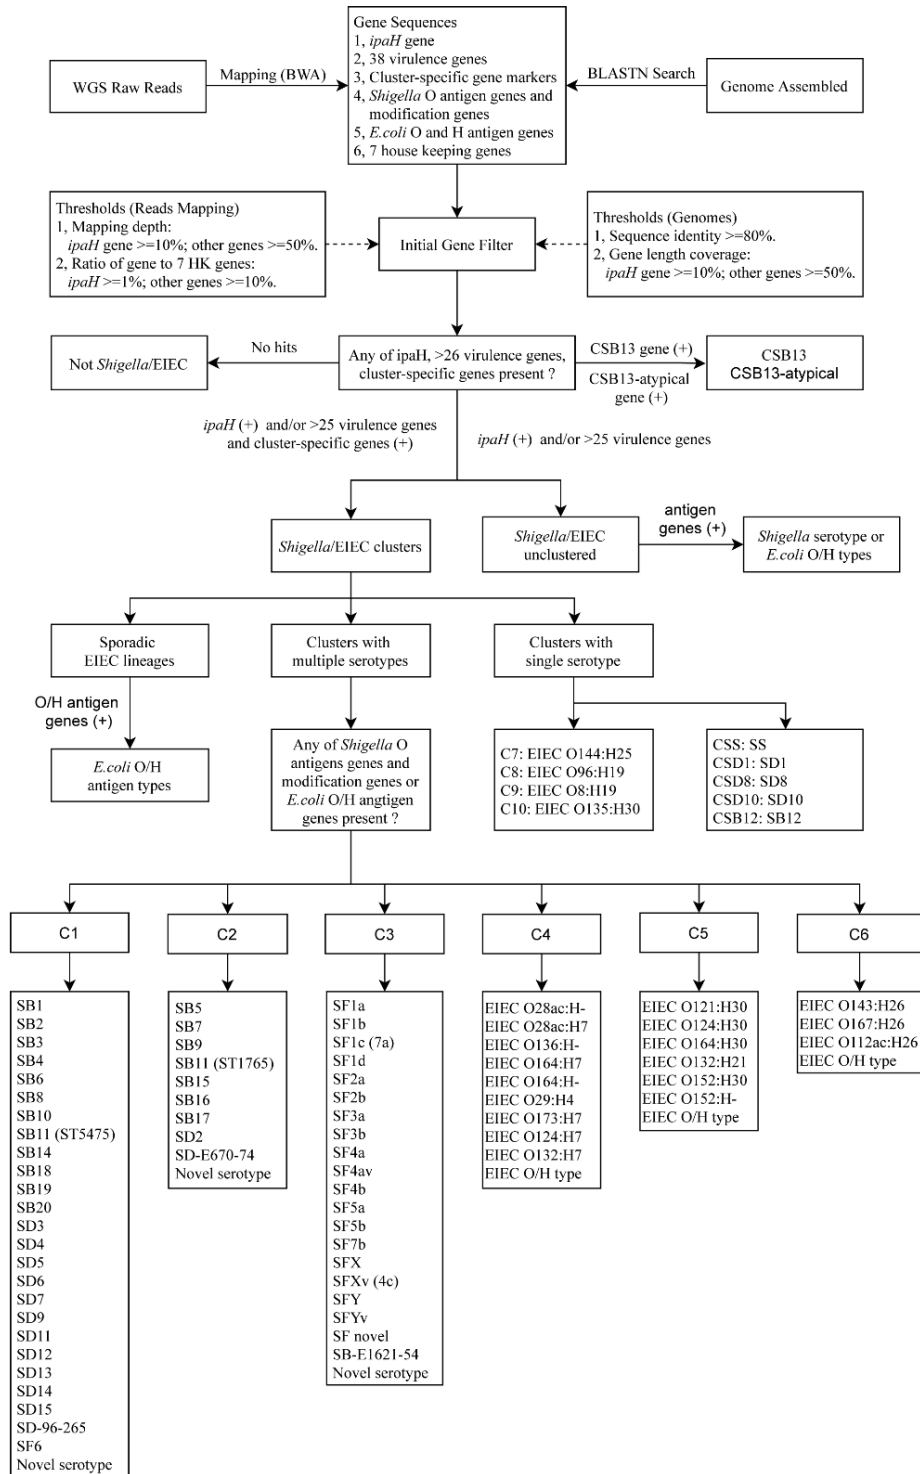 Gene Sequences
1, ipaH gene
2, 38 virulence genes
3, Cluster-specific gene markers
4, Shigella O antigen genes and
modification genes
5, E.coli O and H antigen genes
6, 7 house keeping genes
WGS Raw Reads
Mapping (BWA)
BLASTN Search
Genome Assembled
Thresholds (Reads Mapping)
1, Mapping depth:
ipaH gene >=10%; other genes >=50%.
2, Ratio of gene to 7 HK genes:
ipaH >=1%; other genes >=10%.
Initial Gene Filter
Thresholds (Genomes)
1, Sequence identity >=80%.
2, Gene length coverage:
ipaH gene >=10%; other genes >=50%.
Not Shigella/EIEC
No hits
Any of ipaH, >26 virulence genes,
cluster-specific genes present ?
CSB13 gene (+)
CSB13-atypical
gene (+)
CSB13
CSB13-atypical
ipaH (+) and/or >25 virulence genes
and cluster-specific genes (+)
ipaH (+) and/or >25 virulence genes
Shigella/EIEC clusters
Shigella/EIEC
unclustered
antigen
genes (+)
Shigella serotype or
E.coli O/H types
Sporadic
EIEC lineages
Clusters with
multiple serotypes
Clusters with
single serotype
O/H antigen
genes (+)
E.coli O/H
antigen types
Any of Shigella O
antigens genes and
modification genes or
E.coli O/H angtigen
genes present ?
C7: EIEC O144:H25
C8: EIEC O96:H19
C9: EIEC O8:H19
C10: EIEC O135:H30
CSS: SS
CSD1: SD1
CSD8: SD8
CSD10: SD10
CSB12: SB12
C1
C2
C3
C4
C5
C6
SB1
SB2
SB3
SB4
SB6
SB8
SB10
SB11 (ST5475)
SB14
SB18
SB19
SB20
SD3
SD4
SD5
SD6
SD7
SD9
SD11
SD12
SD13
SD14
SD15
SD-96-265
SF6
Novel serotype
SB5
SB7
SB9
SB11 (ST1765)
SB15
SB16
SB17
SD2
SD-E670-74
Novel serotype
SF1a
SF1b
SF1c (7a)
SF1d
SF2a
SF2b
SF3a
SF3b
SF4a
SF4av
SF4b
SF5a
SF5b
SF7b
SFX
SFXv (4c)
SFY
SFYv
SF novel
SB-E1621-54
Novel serotype
EIEC O28ac:H-
EIEC O28ac:H7
EIEC O136:H-
EIEC O164:H7
EIEC O164:H-
EIEC O29:H4
EIEC O173:H7
EIEC O124:H7
EIEC O132:H7
EIEC O/H type
EIEC O121:H30
EIEC O124:H30
EIEC O164:H30
EIEC O132:H21
EIEC O152:H30
EIEC O152:H-
EIEC O/H type
EIEC O143:H26
EIEC O167:H26
EIEC O112ac:H26
EIEC O/H type